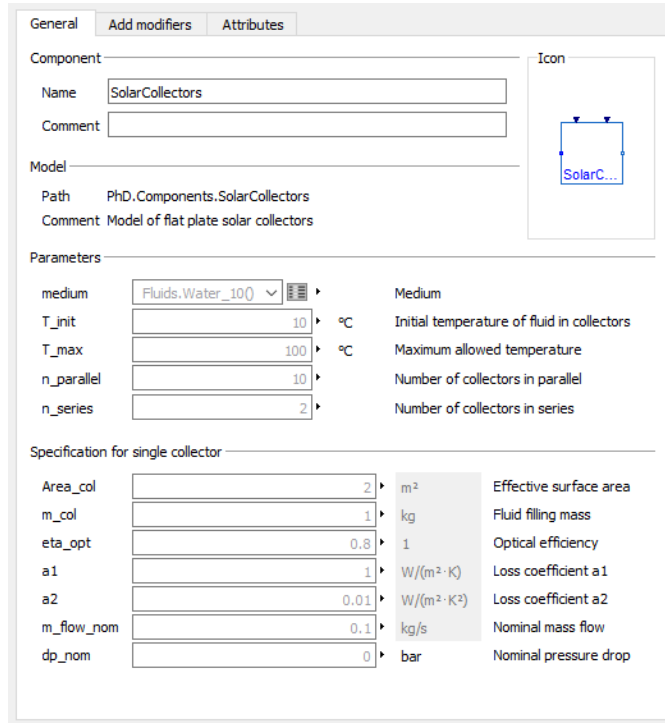 General Add modifiers Attributes
Component
Icon
Name SolarCollectors
Comment
SolarC...
Model
Path PhD.Components.SolarCollectors
Comment Model of flat plate solar collectors
Parameters
medium Fluids.Water_10() Medium
T_init 10 °C Initial temperature of fluid in collectors
T_max 100 °C Maximum allowed temperature
n_parallel 10 Number of collectors in parallel
n_series 2 Number of collectors in series
Specification for single collector
Area_col 2 m² Effective surface area
m_col 1 kg Fluid filling mass
eta_opt 0.8 1 Optical efficiency
a1 1 W/(m²·K) Loss coefficient a1
a2 0.01 W/(m²·K²) Loss coefficient a2
m_flow_nom 0.1 kg/s Nominal mass flow
dp_nom 0 bar Nominal pressure drop